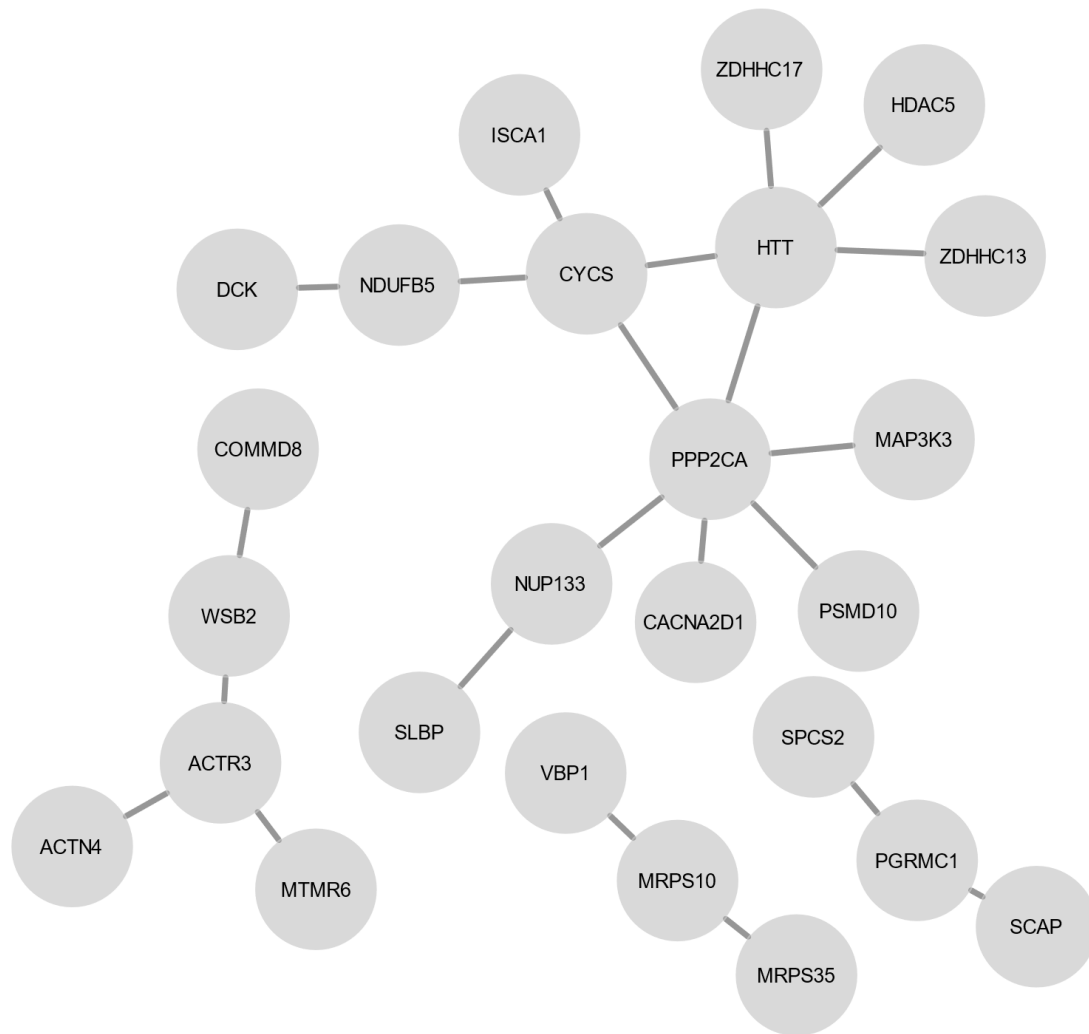 ZDHHC17
HDAC5
ISCA1
HTT
ZDHHC13
CYCS
DCK
NDUFB5
COMMD8
MAP3K3
PPP2CA
NUP133
WSB2
CACNA2D1
PSMD10
SLBP
SPCS2
ACTR3
VBP1
ACTN4
MTMR6
MRPS10
PGRMC1
SCAP
MRPS35